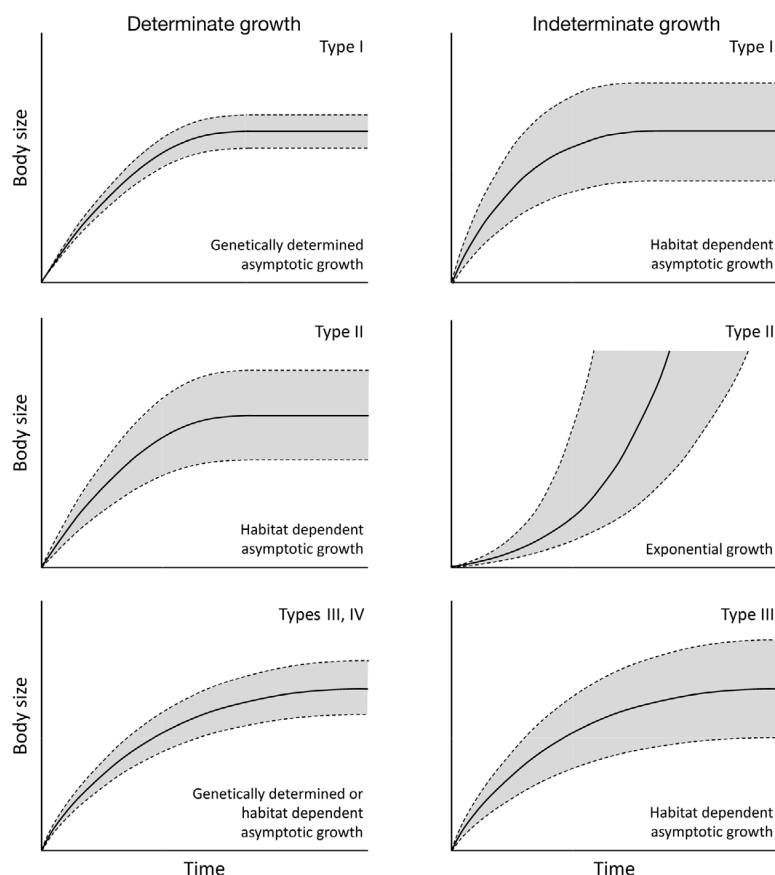 Determinate growth
Indeterminate growth
Type I
Body size
Genetically determined
asymptotic growth
Type I
Habitat dependent
asymptotic growth
Type II
Body size
Habitat dependent
asymptotic growth
Type II
Exponential growth
Types III, IV
Body size
Genetically determined or
habitat dependent
asymptotic growth
Time
Type III
Habitat dependent
asymptotic growth
Time